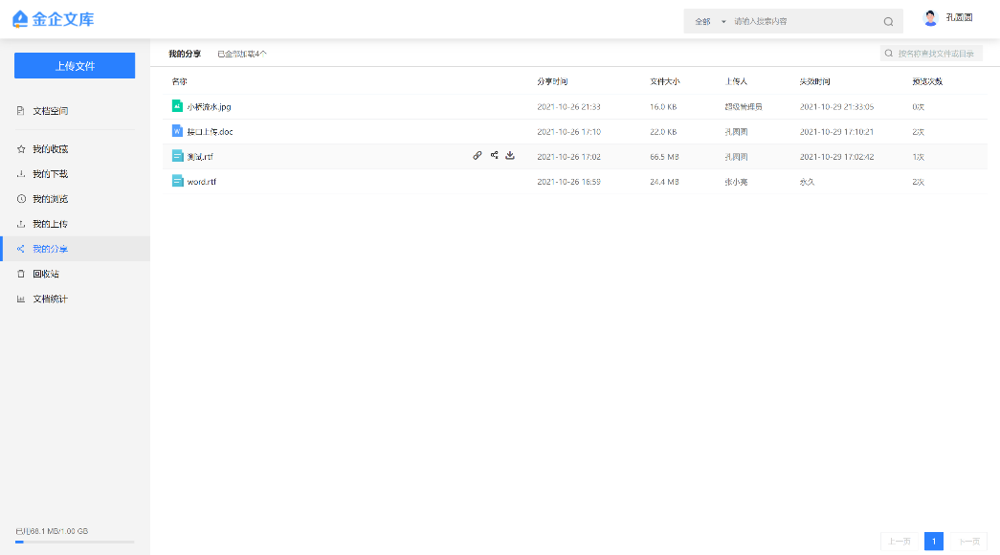 金企文库
全部 请输入搜索内容
孔圆圆
上传文件
文档空间
我的收藏
我的下载
我的浏览
我的上传
我的分享
回收站
文档统计
已用68.1 MB/1.00 GB
我的分享 已全部加载4个
按名称查找文件或目录
名称 分享时间 文件大小 上传人 失效时间 预览次数
小桥流水.jpg 2021-10-26 21:33 16.0 KB 超级管理员 2021-10-29 21:33:05 0次
W 接口上传.doc 2021-10-26 17:10 22.0 KB 孔圆圆 2021-10-29 17:10:21 2次
测试.rtf 2021-10-26 17:02 66.5 MB 孔圆圆 2021-10-29 17:02:42 1次
word.rtf 2021-10-26 16:59 24.4 MB 张小亮 永久 2次
上一页 1 下一页